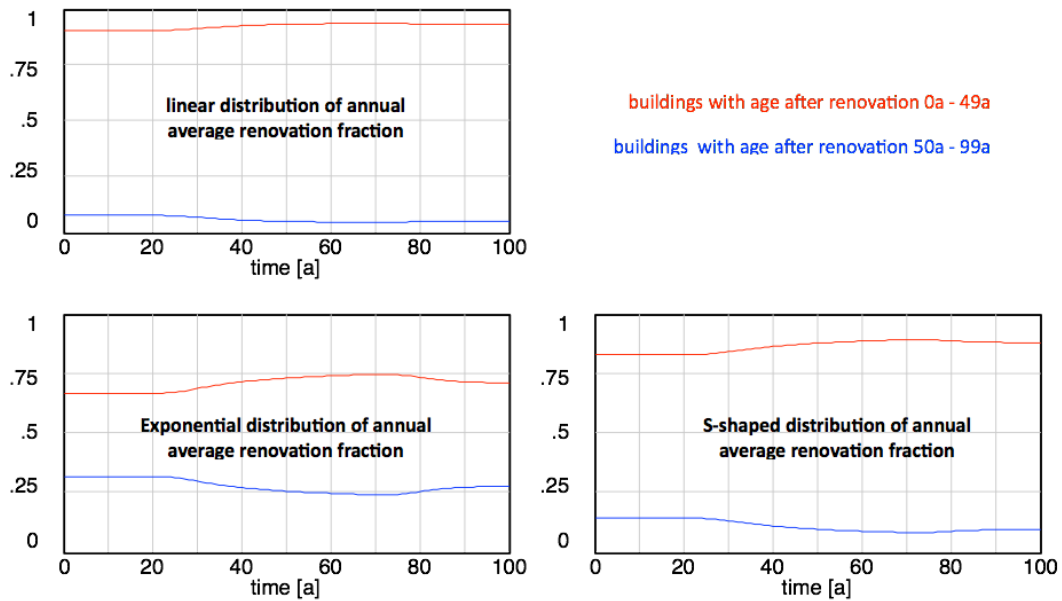 1
.75
.5
.25
0
linear distribution of annual
average renovation fraction
0 20 40 60 80 100
time [a]
buildings with age after renovation 0a - 49a
buildings with age after renovation 50a - 99a
1
.75
.5
.25
0
Exponential distribution of annual
average renovation fraction
0 20 40 60 80 100
time [a]
1
.75
.5
.25
0
S-shaped distribution of annual
average renovation fraction
0 20 40 60 80 100
time [a]